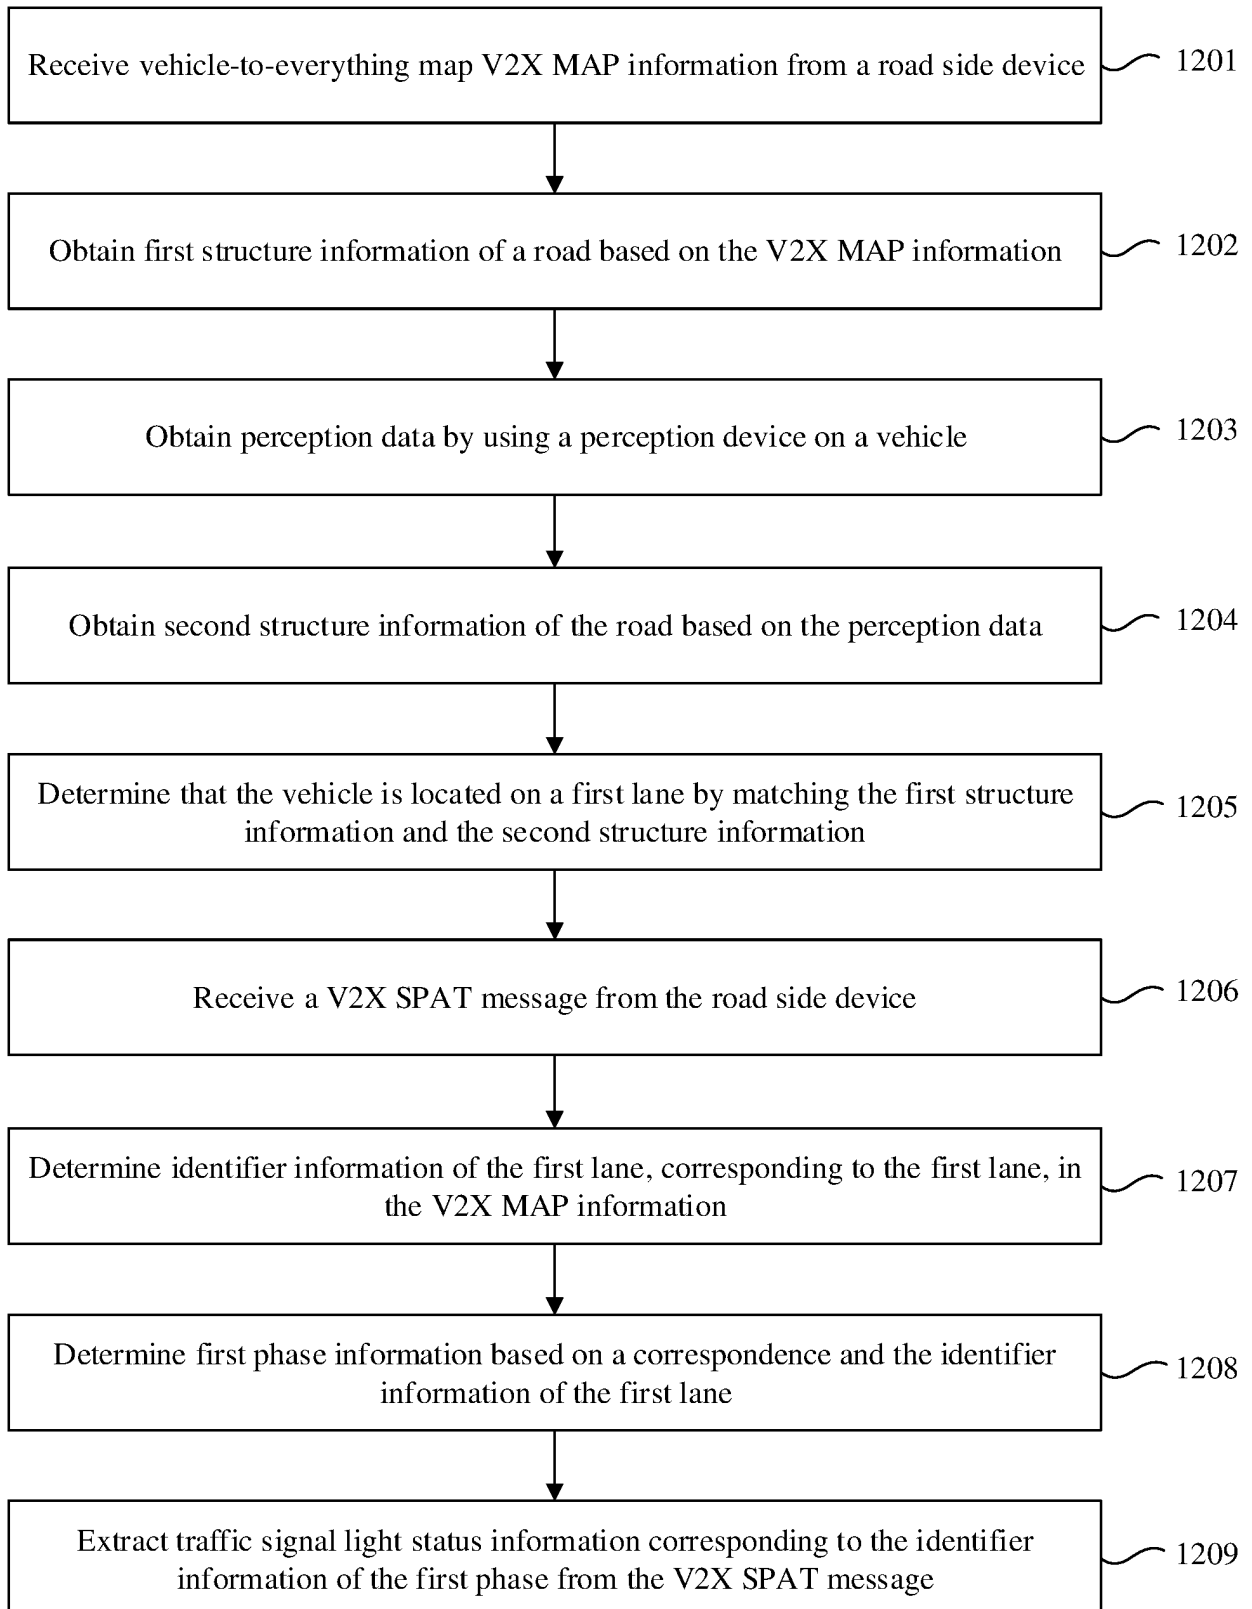 Receive vehicle-to-everything map V2X MAP information from a road side device
1201
Obtain first structure information of a road based on the V2X MAP information
1202
Obtain perception data by using a perception device on a vehicle
1203
Obtain second structure information of the road based on the perception data
1204
Determine that the vehicle is located on a first lane by matching the first structure
information and the second structure information
1205
Receive a V2X SPAT message from the road side device
1206
Determine identifier information of the first lane, corresponding to the first lane, in
the V2X MAP information
1207
Determine first phase information based on a correspondence and the identifier
information of the first lane
1208
Extract traffic signal light status information corresponding to the identifier
information of the first phase from the V2X SPAT message
1209